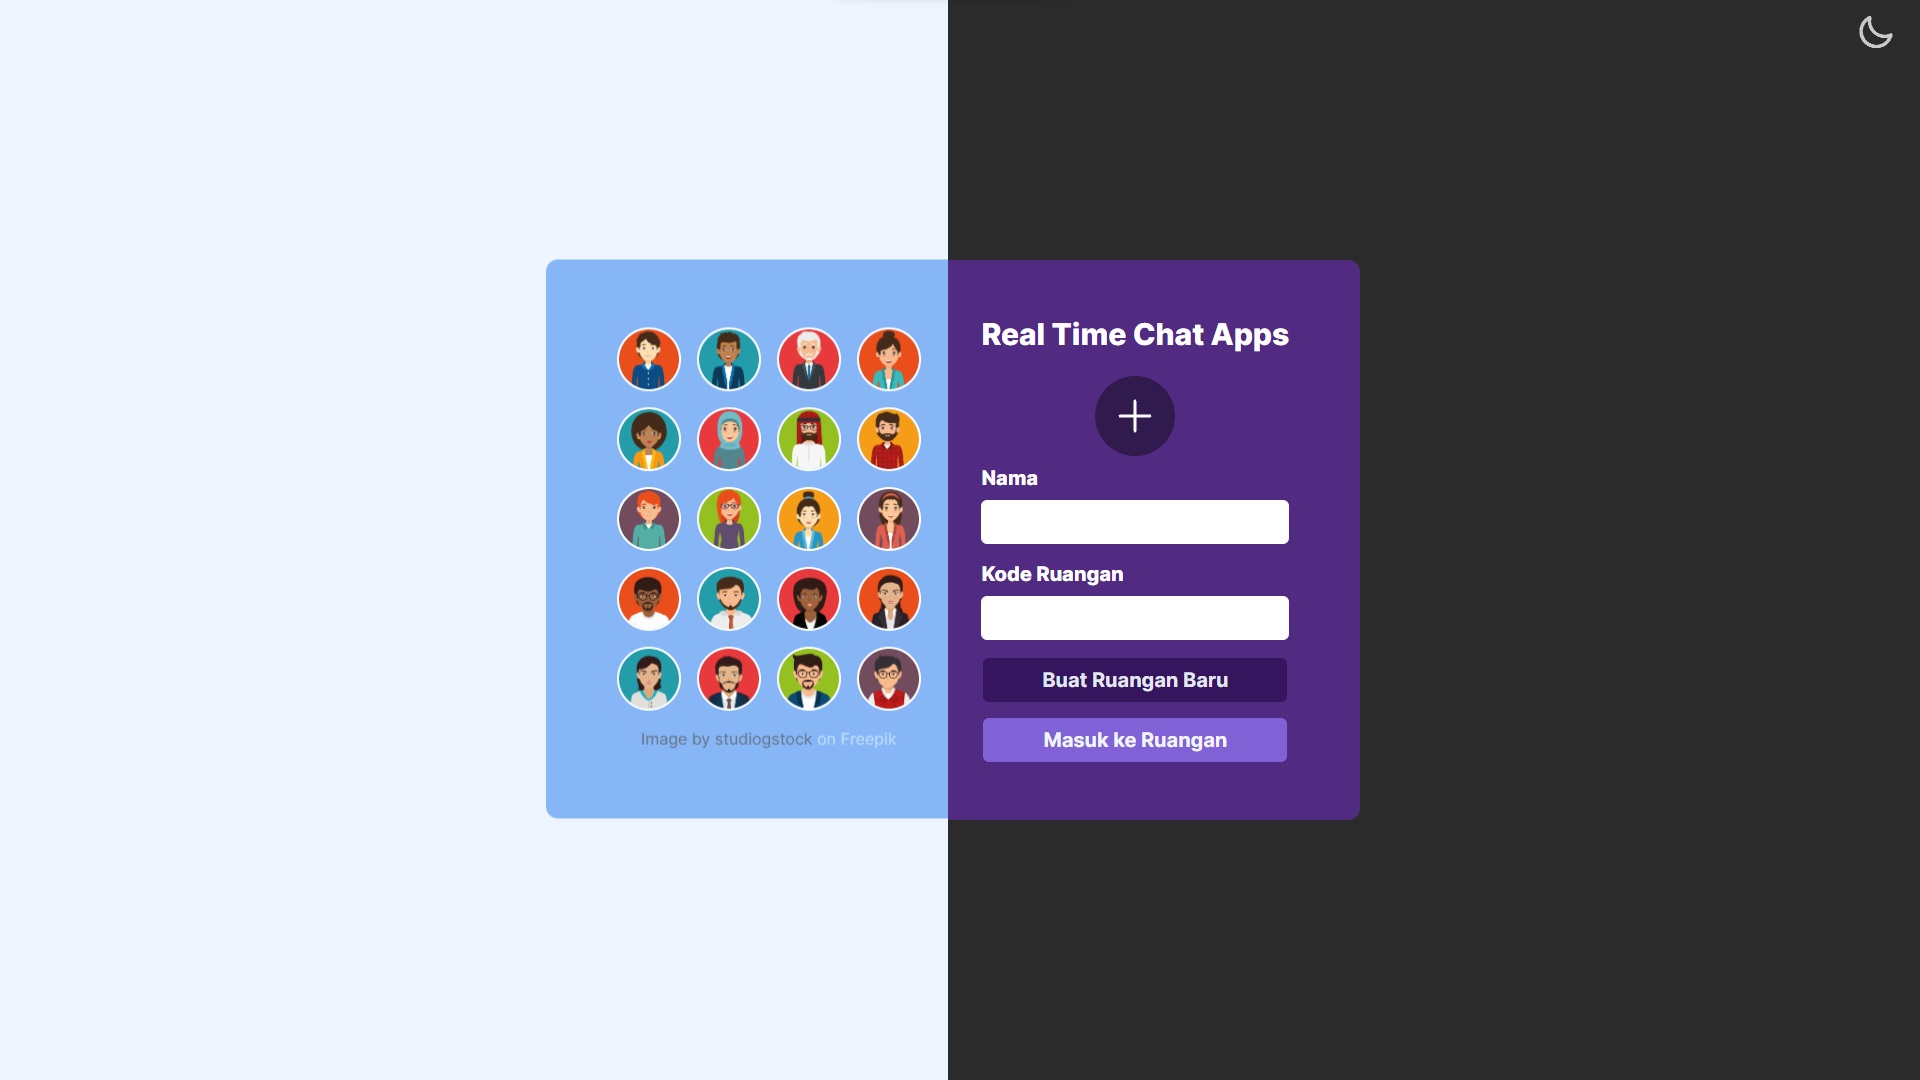 Real Time Chat Apps
Nama
Kode Ruangan
Buat Ruangan Baru
Masuk ke Ruangan
Image by studiogstock on Freepik